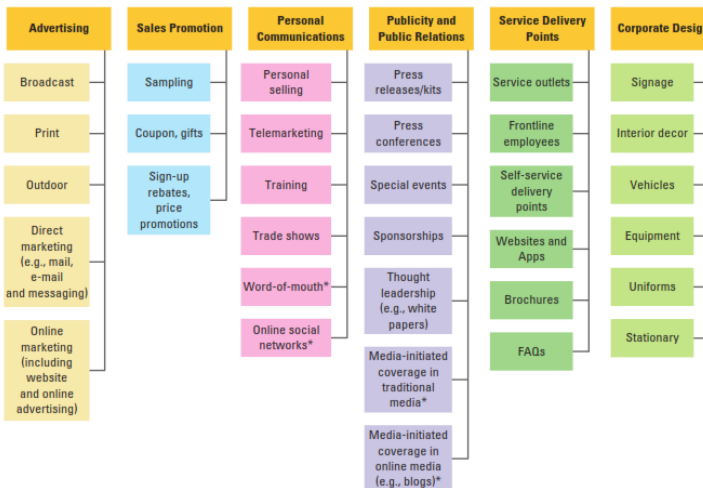 Advertising
Broadcast
Print
Outdoor
Direct
marketing
(e.g., mail,
e-mail
and messaging)
Online
marketing
(including
website
and online
advertising)
Sales Promotion
Sampling
Coupon, gifts
Sign-up
rebates,
price
promotions
Personal
Communications
Personal
selling
Telemarketing
Training
Trade shows
Word-of-mouth*
Online social
networks*
Publicity and
Public Relations
Press
releases/kits
Press
conferences
Special events
Sponsorships
Thought
leadership
(e.g., white
papers)
Media-initiated
coverage in
traditional
media*
Media-initiated
coverage in
online media
(e.g., blogs)*
Service Delivery
Points
Service outlets
Frontline
employees
Self-service
delivery
points
Websites and
Apps
Brochures
FAQs
Corporate Desig
Signage
Interior decor
Vehicles
Equipment
Uniforms
Stationary